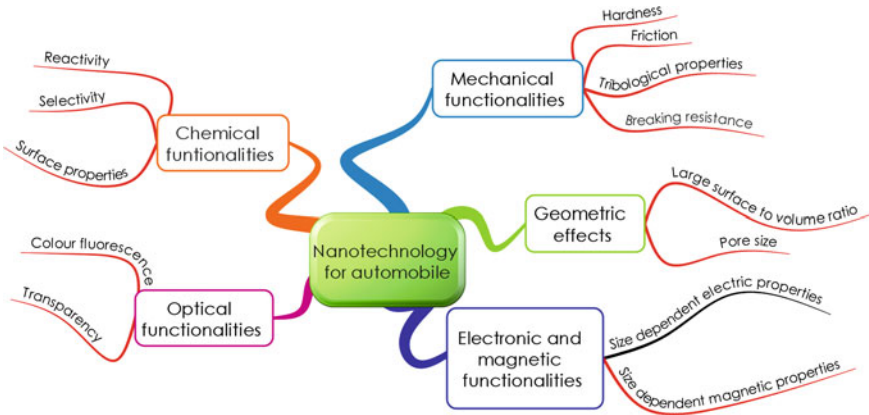 Nanotechnology
for automobile
Mechanical
functionalities
Hardness
Friction
Tribological properties
Breaking resistance
Geometric
effects
Large surface to volume ratio
Pore size
Electronic and
magnetic
functionalities
Size dependent electric properties
Size dependent magnetic properties
Optical
functionalities
Colour fluorescence
Transparency
Chemical
funtionalities
Reactivity
Selectivity
Surface properties